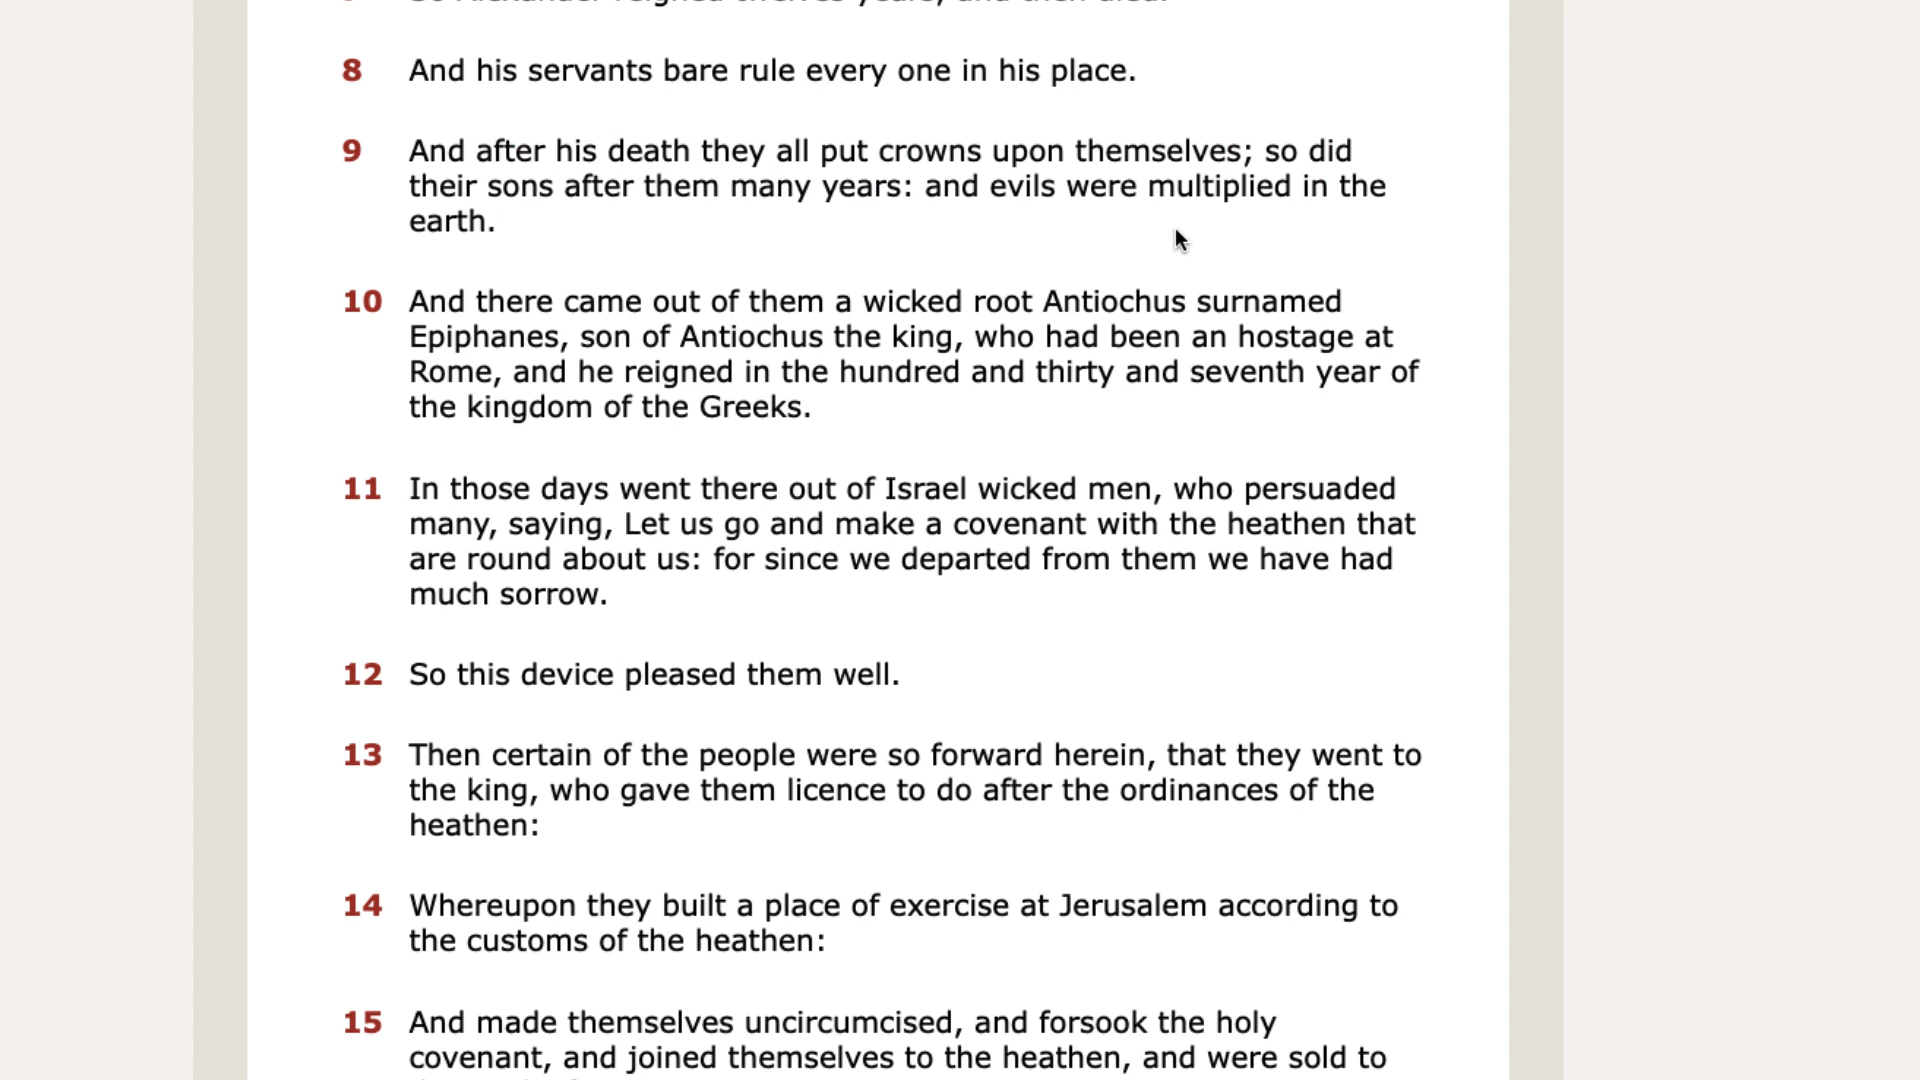 So Alexander reigned twelves years, and then died.
8 And his servants bare rule every one in his place.
9 And after his death they all put crowns upon themselves; so did
their sons after them many years: and evils were multiplied in the
earth.
10 And there came out of them a wicked root Antiochus surnamed
Epiphanes, son of Antiochus the king, who had been an hostage at
Rome, and he reigned in the hundred and thirty and seventh year of
the kingdom of the Greeks.
11 In those days went there out of Israel wicked men, who persuaded
many, saying, Let us go and make a covenant with the heathen that
are round about us: for since we departed from them we have had
much sorrow.
12 So this device pleased them well.
13 Then certain of the people were so forward herein, that they went to
the king, who gave them licence to do after the ordinances of the
heathen:
14 Whereupon they built a place of exercise at Jerusalem according to
the customs of the heathen:
15 And made themselves uncircumcised, and forsook the holy
covenant, and joined themselves to the heathen, and were sold to